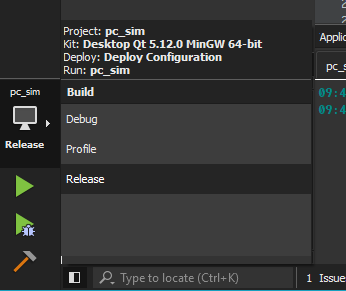 Project: pc_sim
Kit: Desktop Qt 5.12.0 MinGW 64-bit
Deploy: Deploy Configuration
Run: pc_sim
Applic
pc_sim
pc_s
Build
09:4
Debug
09:4
Profile
Release
Release
Type to locate (Ctrl+K)
1 Issues